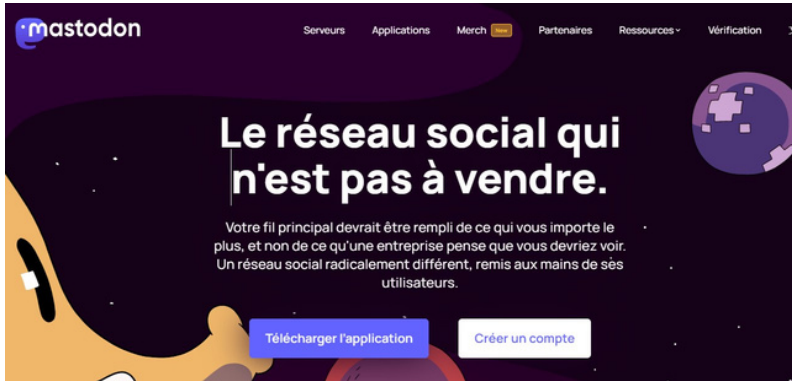 mastodon
Serveurs Applications Merch New Partenaires Ressources Vérification
Le réseau social qui
n'est pas à vendre.
Votre fil principal devrait être rempli de ce qui vous importe le
plus, et non de ce qu'une entreprise pense que vous devriez voir.
Un réseau social radicalement différent, remis aux mains de ses
utilisateurs.
Télécharger l'application Créer un compte